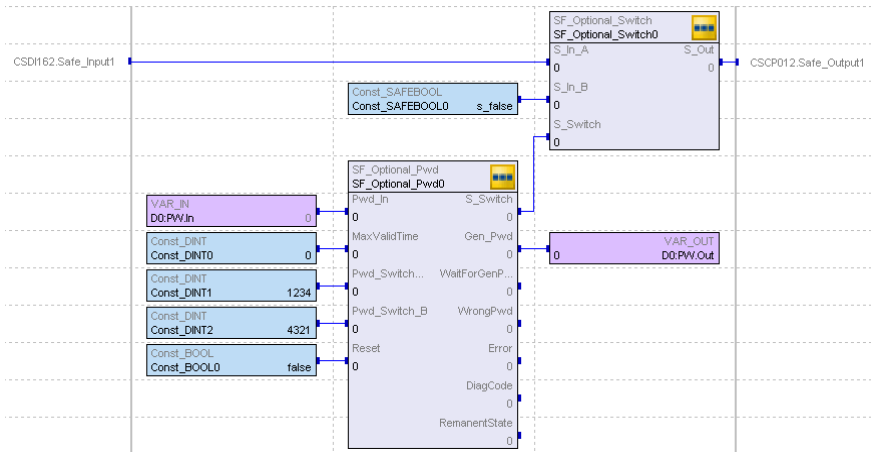 SF_Optional_Switch
SF_Optional_Switch0
CSDI162.Safe_Input1
S_In_A S_Out
0 0
CSCP012.Safe_Output1
Const_SAFEBOOL
Const_SAFEBOOL0 s_false
S_In_B
0
S_Switch
0
SF_Optional_Pwd
SF_Optional_Pwd0
VAR_IN
D0:PW.In 0
Pwd_In S_Switch
0 0
Const_DINT
Const_DINT0 0
MaxValidTime Gen_Pwd
0 0
VAR_OUT
0 D0:PW.Out
Const_DINT
Const_DINT1 1234
Pwd_Switch... WaitForGenP...
0 0
Const_DINT
Const_DINT2 4321
Pwd_Switch_B WrongPwd
0 0
Const_BOOL
Const_BOOL0 false
Reset Error
0 0
DiagCode
0
RemanentState
0